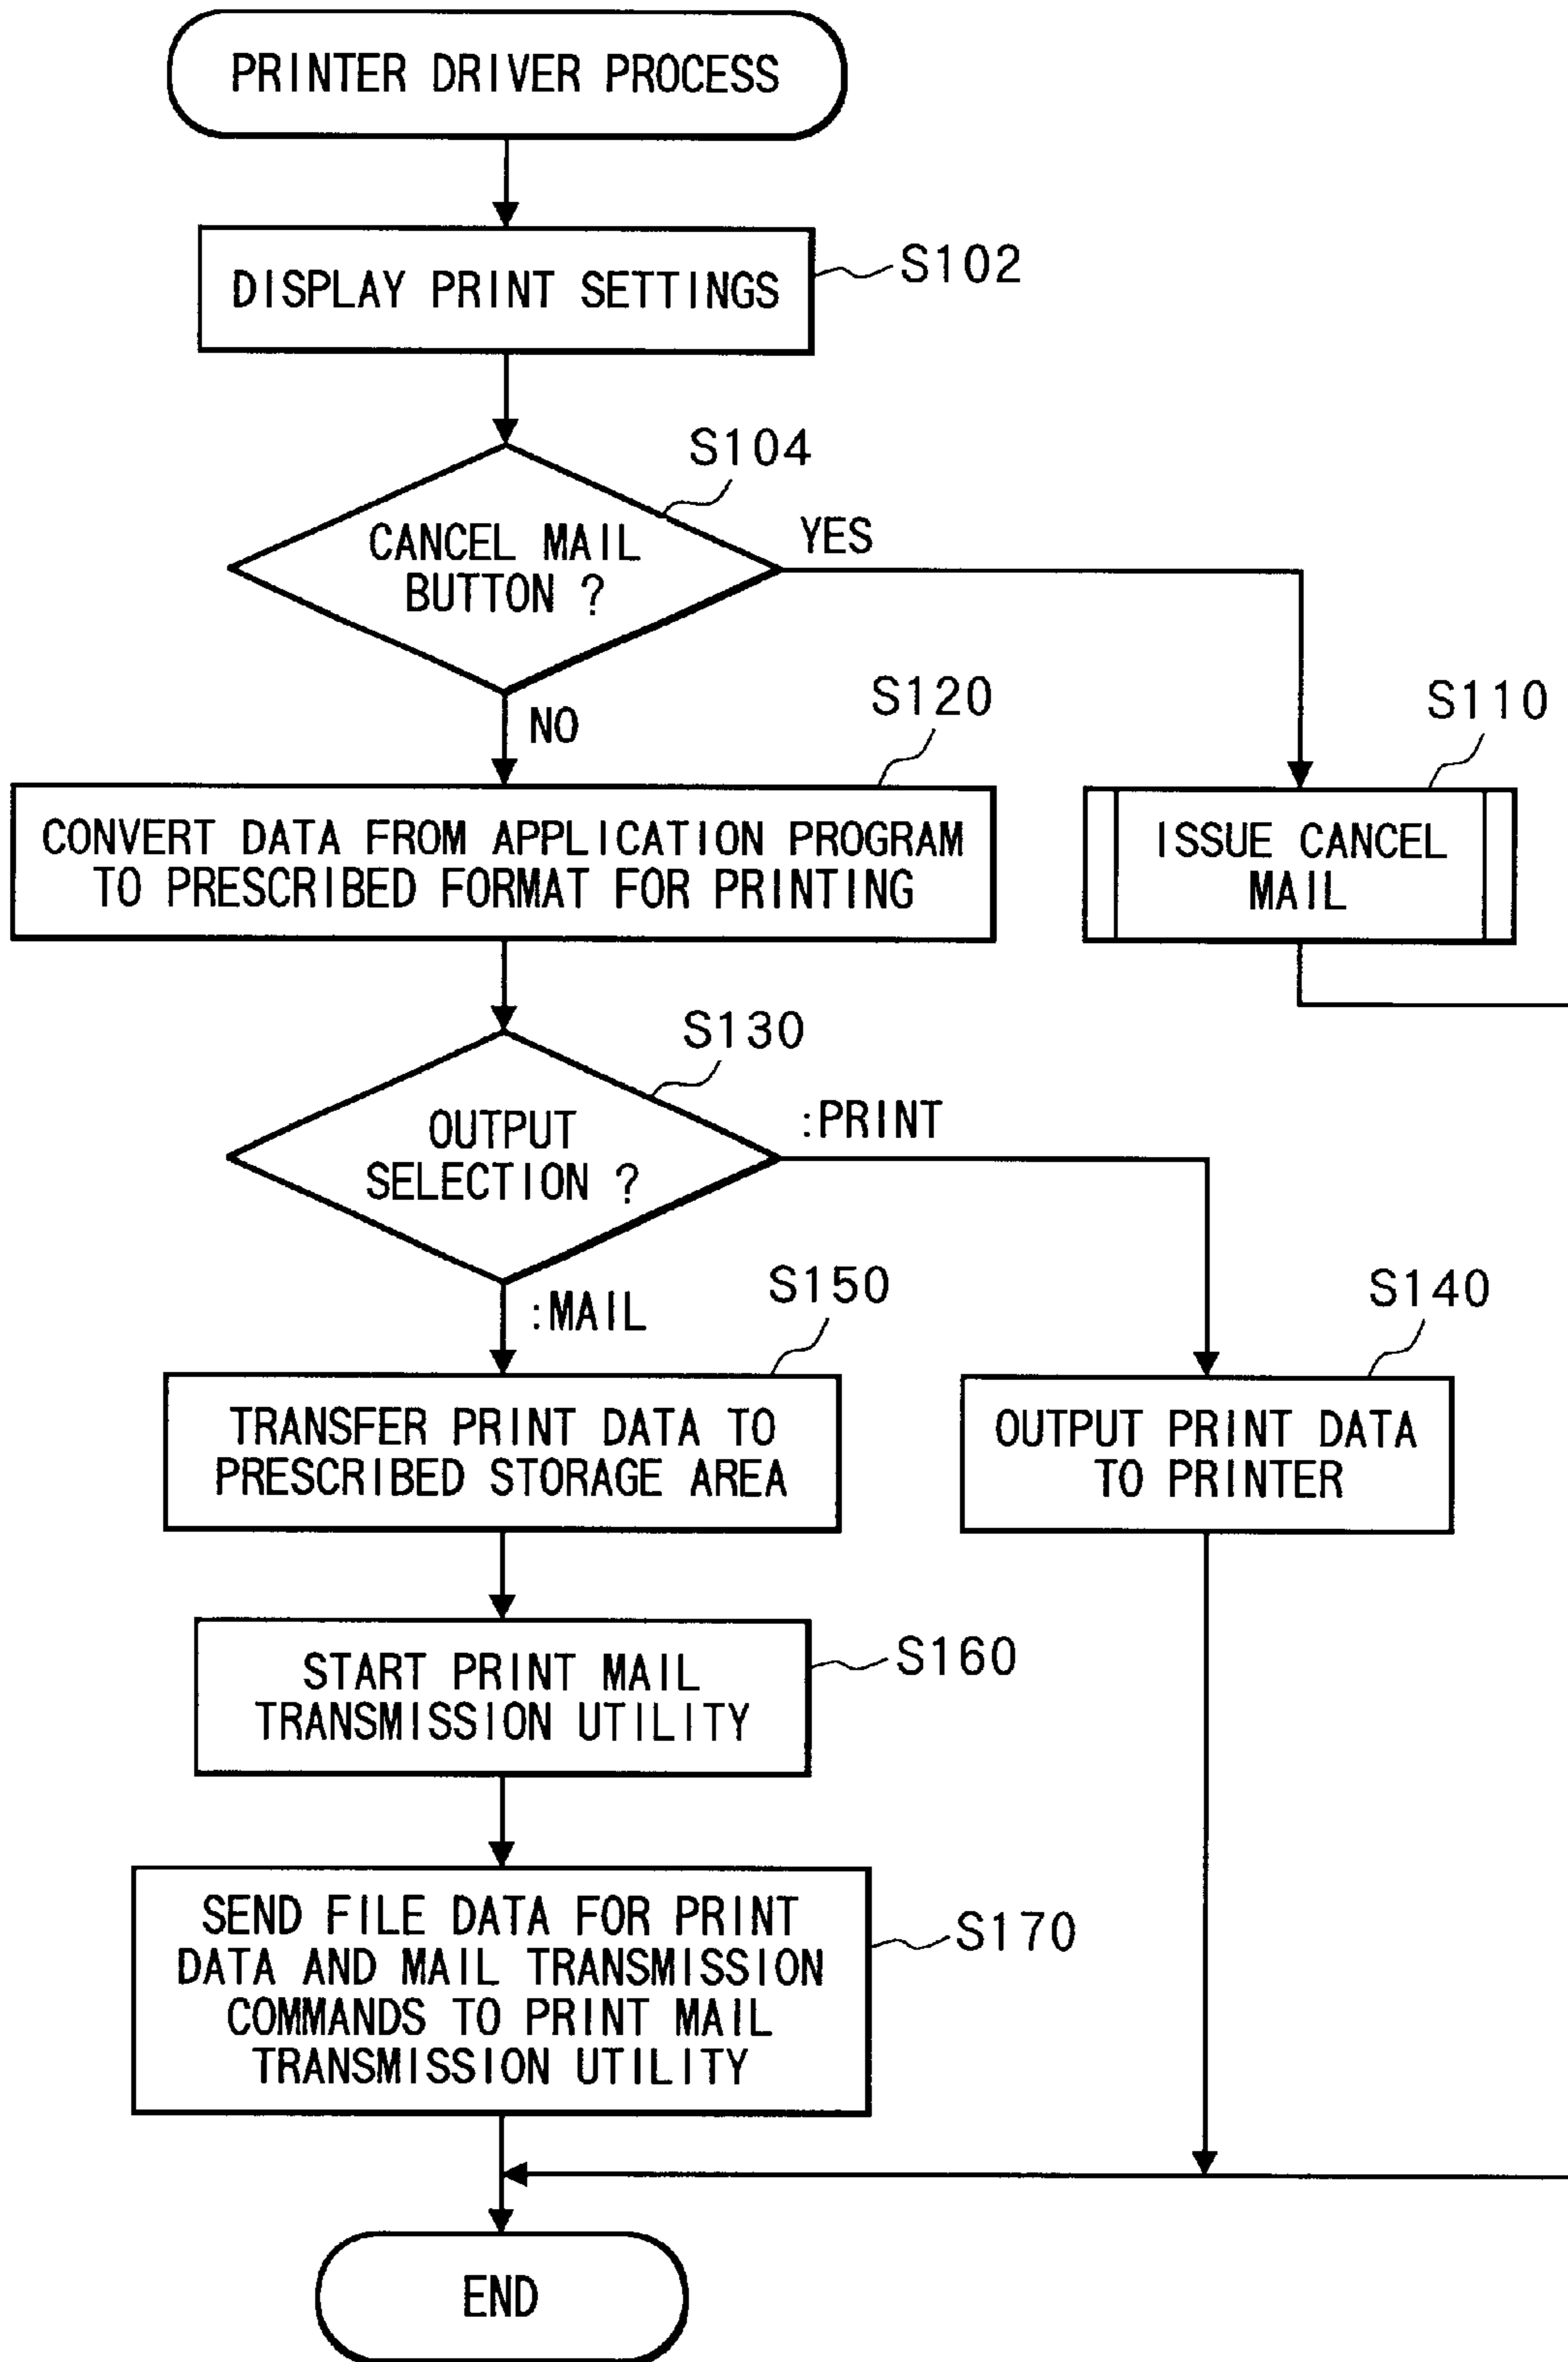 PRINTER DRIVER PROCESS
DISPLAY PRINT SETTINGS
S102
S104
CANCEL MAIL
BUTTON ?
YES
NO
S120
CONVERT DATA FROM APPLICATION PROGRAM
TO PRESCRIBED FORMAT FOR PRINTING
S110
ISSUE CANCEL
MAIL
S130
OUTPUT
SELECTION ?
:PRINT
:MAIL
S150
TRANSFER PRINT DATA TO
PRESCRIBED STORAGE AREA
S140
OUTPUT PRINT DATA
TO PRINTER
START PRINT MAIL
TRANSMISSION UTILITY
S160
SEND FILE DATA FOR PRINT
DATA AND MAIL TRANSMISSION
COMMANDS TO PRINT MAIL
TRANSMISSION UTILITY
S170
END